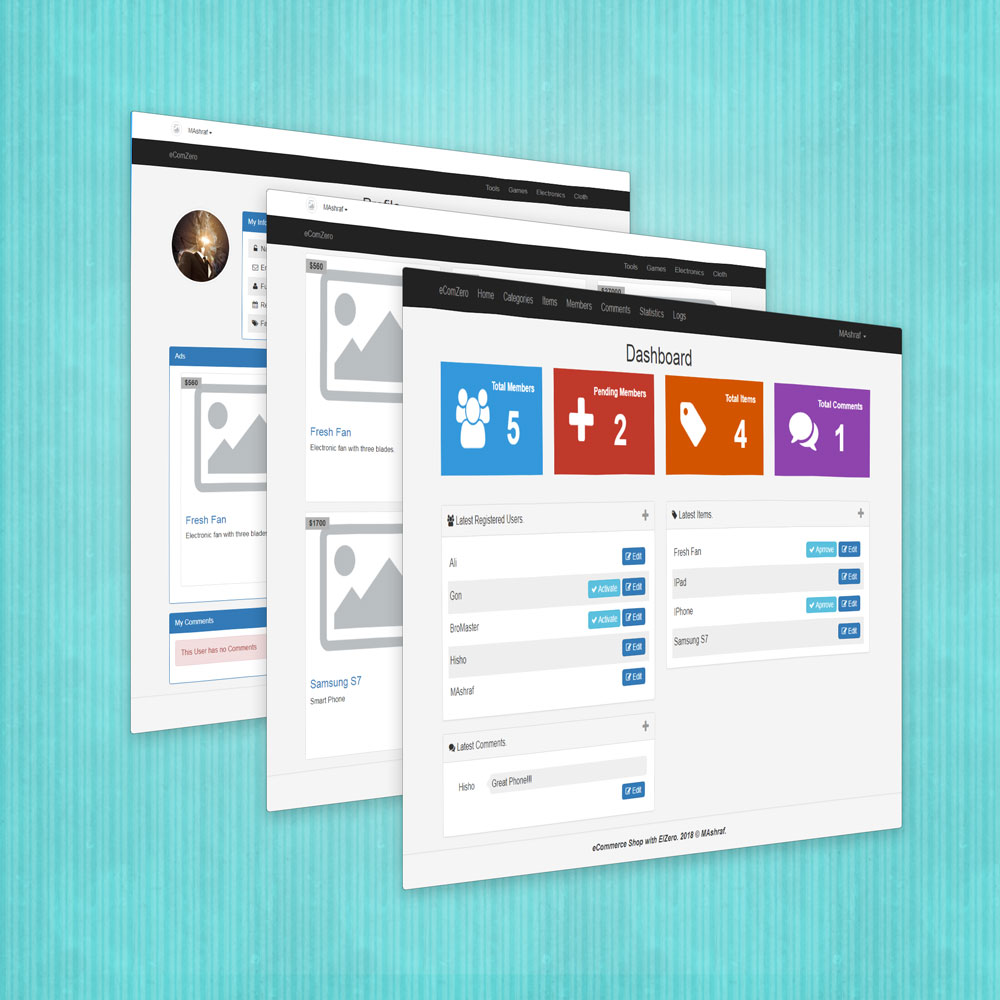 MAshraf
eComZero
Tools Games Electronics Cloth
My Info
Ads
$560
Fresh Fan
Electronic fan with three blades
My Comments
This User has no Comments
MAshraf
eComZero
Tools Games Electronics Cloth
$560
Fresh Fan
Electronic fan with three blades
$1700
Samsung S7
Smart Phone
eComZero Home Categories Items Members Comments Statistics Logs MAshraf
Dashboard
Total Members
5
Pending Members
2
Total Items
4
Total Comments
1
Latest Registered Users
Ali Edit
Gon Activate Edit
BroMaster Activate Edit
Hisho Edit
MAshraf Edit
Latest Items
Fresh Fan Aprove Edit
IPad Edit
IPhone Aprove Edit
Samsung S7 Edit
Latest Comments
Hisho Great Phone!!!!
Edit
eCommerce Shop with ElZero. 2018 © MAshraf.